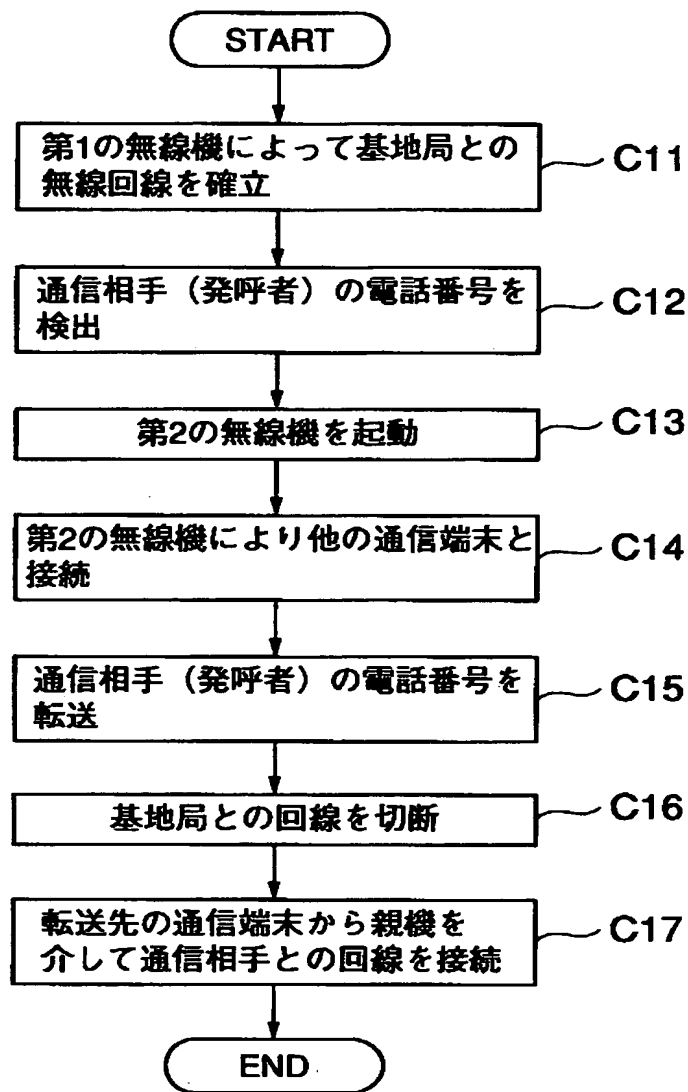 START
第1の無線機によって基地局との
無線回線を確立
C11
通信相手（発呼者）の電話番号を
検出
C12
第2の無線機を起動
C13
第2の無線機により他の通信端末と
接続
C14
通信相手（発呼者）の電話番号を
転送
C15
基地局との回線を切断
C16
転送先の通信端末から親機を
介して通信相手との回線を接続
C17
END